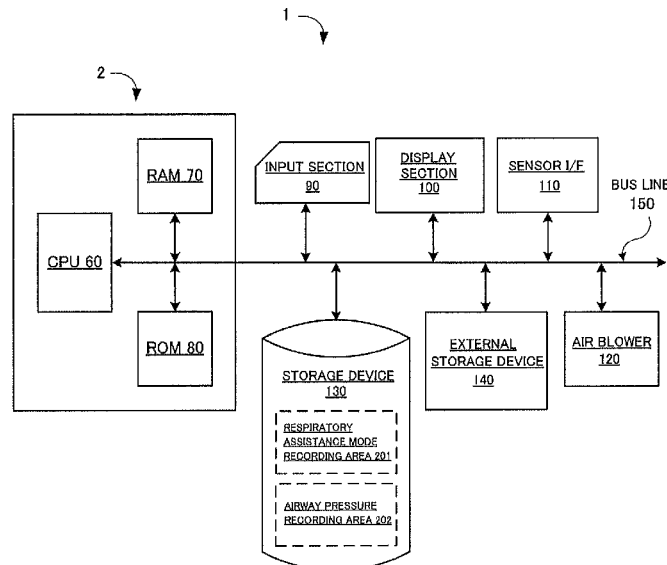 1
2
RAM 70
CPU 60
ROM 80
INPUT SECTION
90
DISPLAY
SECTION
100
SENSOR I/F
110
BUS LINE
150
STORAGE DEVICE
130
RESPIRATORY
ASSISTANCE MODE
RECORDING AREA 201
AIRWAY PRESSURE
RECORDING AREA 202
EXTERNAL
STORAGE DEVICE
140
AIR BLOWER
120